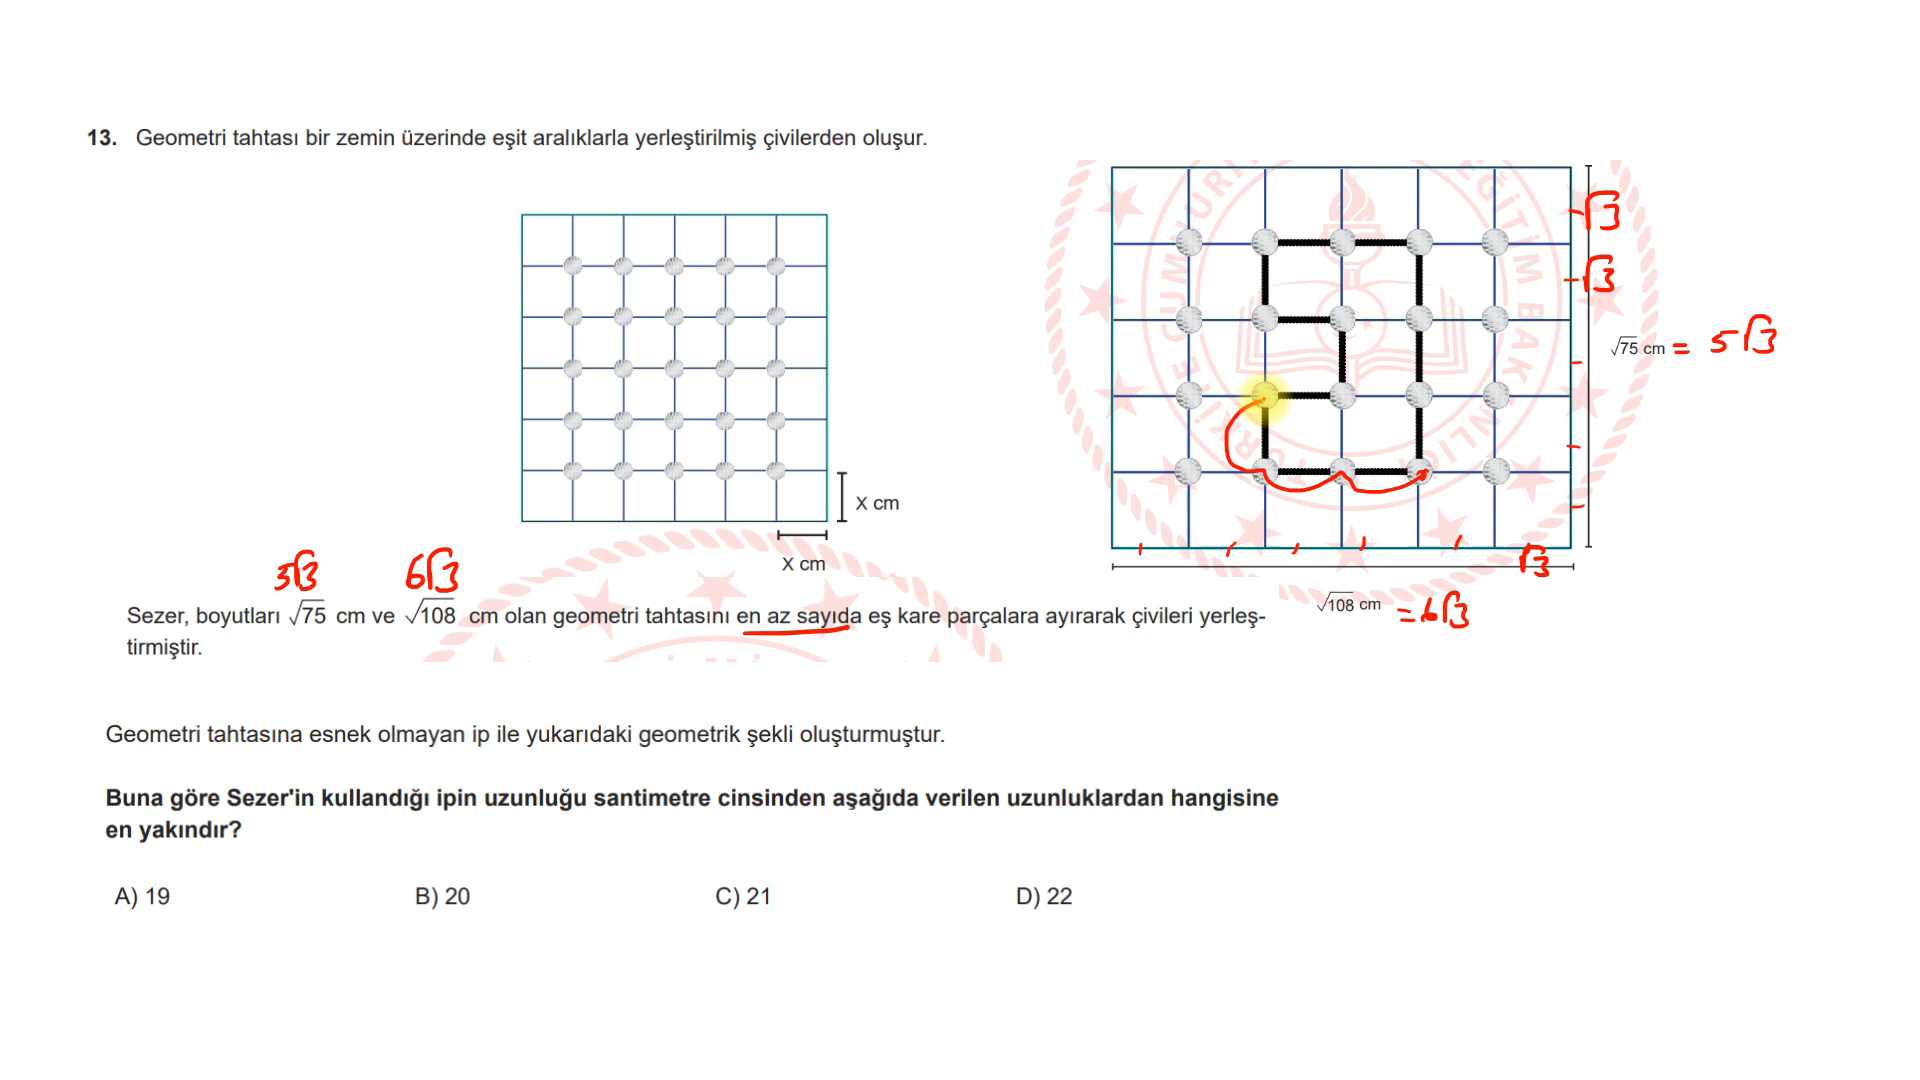 13. Geometri tahtası bir zemin üzerinde eşit aralıklarla yerleştirilmiş çivilerden oluşur.
X cm
X cm
√3
√3
√75 cm = 5√3
√3
√108 cm = 6√3
5√3 6√3
Sezer, boyutları √75 cm ve √108 cm olan geometri tahtasını en az sayıda eş kare parçalara ayırarak çivileri yerleş-
tirmiştir.
Geometri tahtasına esnek olmayan ip ile yukarıdaki geometrik şekli oluşturmuştur.
Buna göre Sezer'in kullandığı ipin uzunluğu santimetre cinsinden aşağıda verilen uzunluklardan hangisine
en yakındır?
A) 19 B) 20 C) 21 D) 22